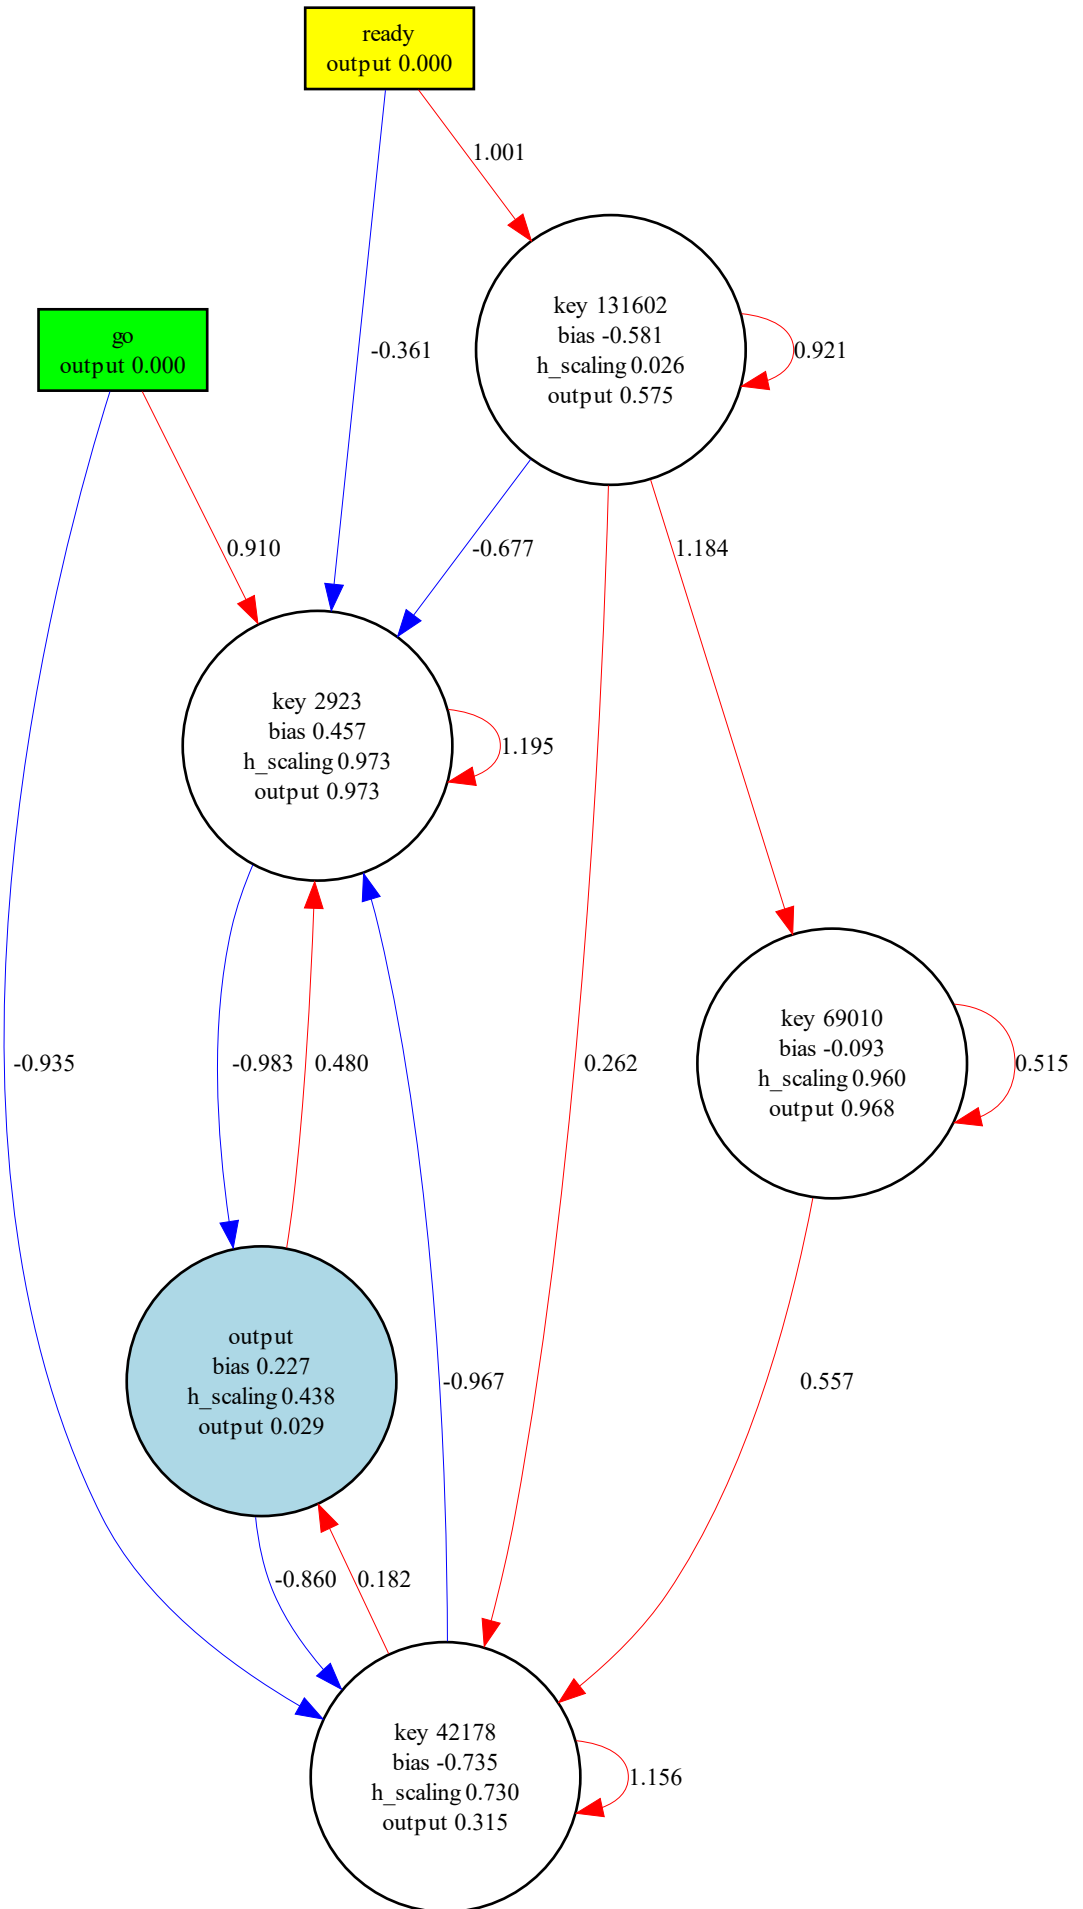 ready
output 0.000
1.001
key 131602
bias -0.581
h_scaling 0.026
output 0.575
0.921
go
output 0.000
-0.361
0.910
-0.677
1.184
key 2923
bias 0.457
h_scaling 0.973
output 0.973
1.195
key 69010
bias -0.093
h_scaling 0.960
output 0.968
0.515
-0.935
-0.983
0.480
0.262
output
bias 0.227
h_scaling 0.438
output 0.029
-0.967
0.557
-0.860
0.182
key 42178
bias -0.735
h_scaling 0.730
output 0.315
1.156